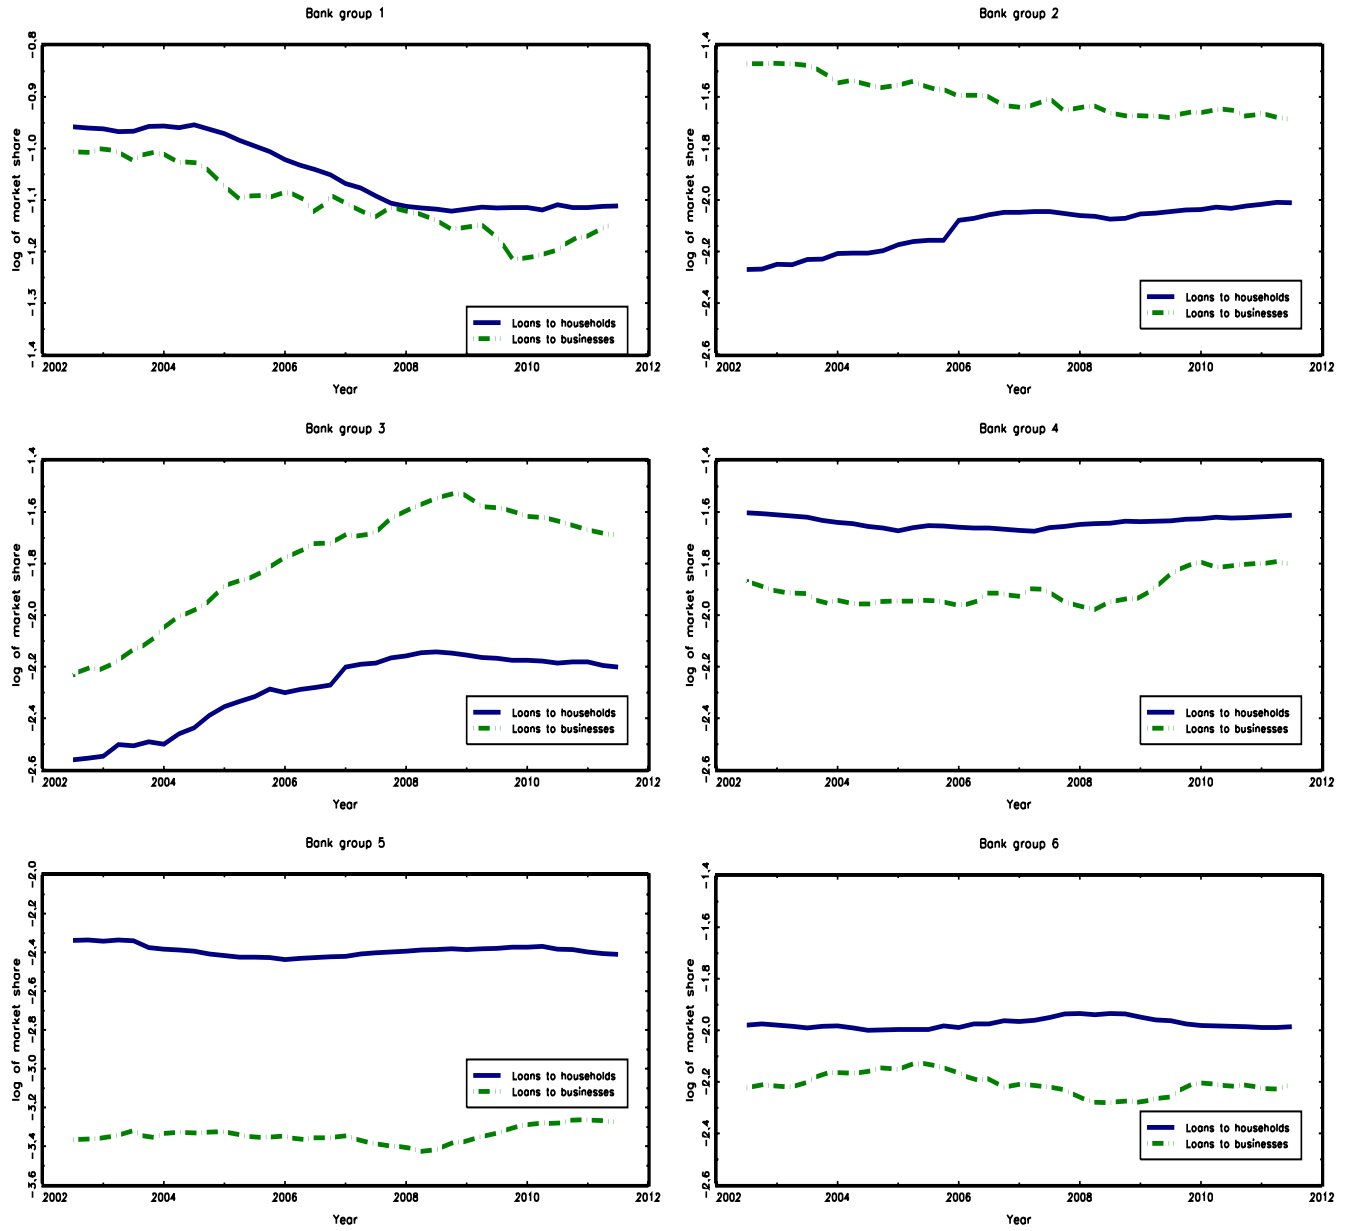 Bank group 1
log of market share
-0.8
-0.9
-1.0
-1.1
-1.2
-1.3
-1.4
2002 2004 2006 2008 2010 2012
Year
Loans to households
Loans to businesses
Bank group 2
log of market share
-1.4
-1.6
-1.8
-2.0
-2.2
-2.4
-2.6
2002 2004 2006 2008 2010 2012
Year
Loans to households
Loans to businesses
Bank group 3
log of market share
-1.4
-1.6
-1.8
-2.0
-2.2
-2.4
-2.6
2002 2004 2006 2008 2010 2012
Year
Loans to households
Loans to businesses
Bank group 4
log of market share
-1.4
-1.6
-1.8
-2.0
-2.2
-2.4
-2.6
2002 2004 2006 2008 2010 2012
Year
Loans to households
Loans to businesses
Bank group 5
log of market share
-2.0
-2.2
-2.4
-2.6
-2.8
-3.0
-3.2
-3.4
-3.6
2002 2004 2006 2008 2010 2012
Year
Loans to households
Loans to businesses
Bank group 6
log of market share
-1.4
-1.6
-1.8
-2.0
-2.2
-2.4
-2.6
2002 2004 2006 2008 2010 2012
Year
Loans to households
Loans to businesses